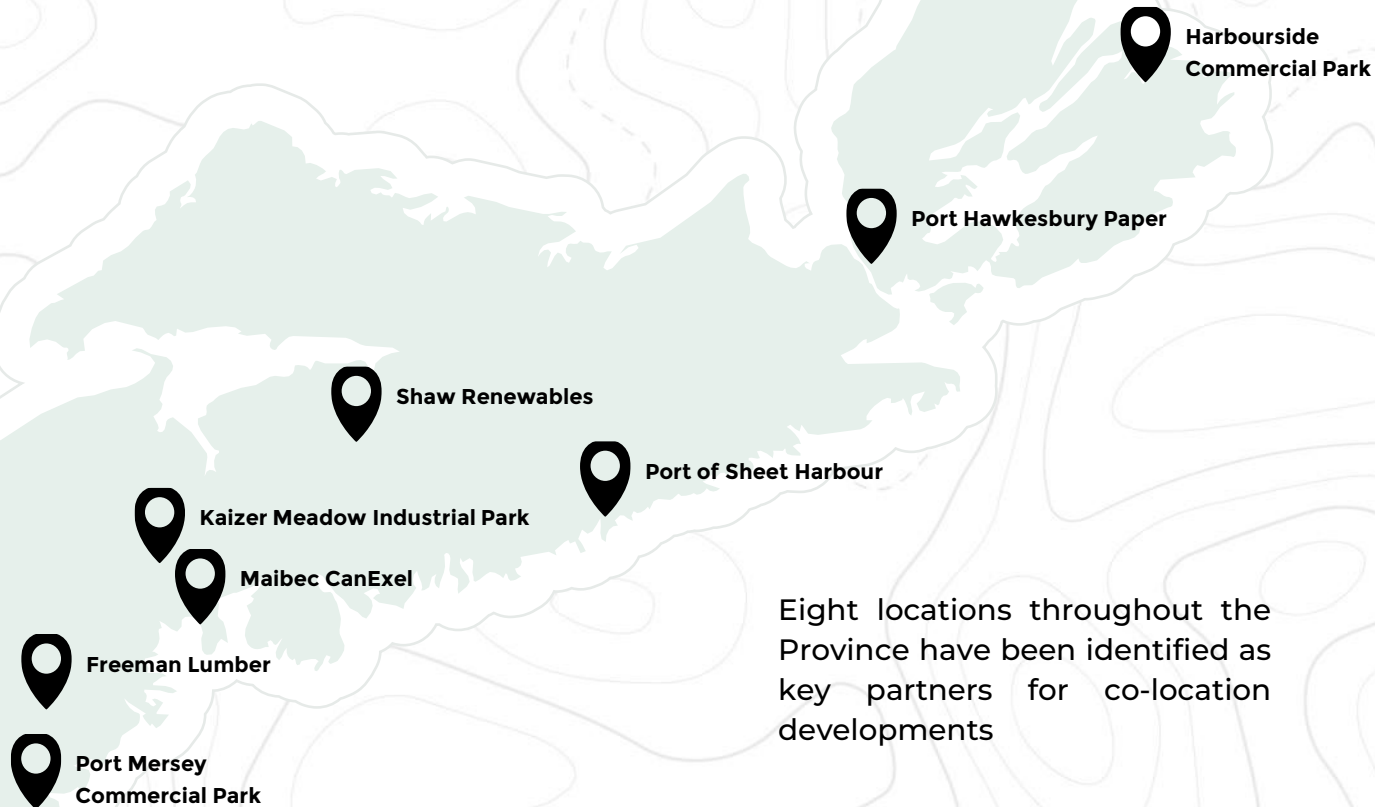 Harbourside
Commercial Park
Port Hawkesbury Paper
Shaw Renewables
Port of Sheet Harbour
Kaizer Meadow Industrial Park
Maibec CanExel
Freeman Lumber
Port Mersey
Commercial Park
Eight locations throughout the
Province have been identified as
key partners for co-location
developments